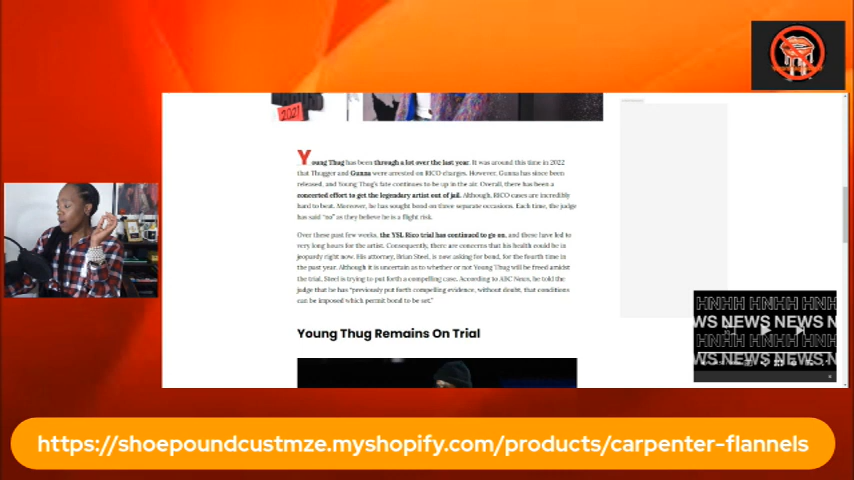 2021
Young Thug has been through a lot over the last year. It was around this time in 2022
that Thugger and Gunna were arrested on RICO charges. However, Gunna has since been
released, and Young Thug's fate continues to be up in the air. Overall, there has been a
concerted effort to get the legendary artist out of jail. Although, RICO cases are incredibly
hard to beat. Moreover, he has sought bond on three separate occasions. Each time, the judge
has said "no" as they believe he is a flight risk.
Over these past few weeks, the YSL Rico trial has continued to go on, and these have led to
very long hours for the artist. Consequently, there are concerns that his health could be in
jeopardy right now. His attorney, Brian Steel, is now asking for bond, for the fourth time in
the past year. Although it is uncertain as to whether or not Young Thug will be freed amidst
the trial, Steel is trying to put forth a compelling case. According to ABC News, he told the
judge that he has "previously put forth compelling evidence, without doubt, that conditions
can be imposed which permit bond to be set."
Young Thug Remains On Trial
HNHH HNHH HNH
WS NEWS NEWS N
HNHH HNHH HNH
WS NEWS NEWS N
https://shoepoundcustmze.myshopify.com/products/carpenter-flannels